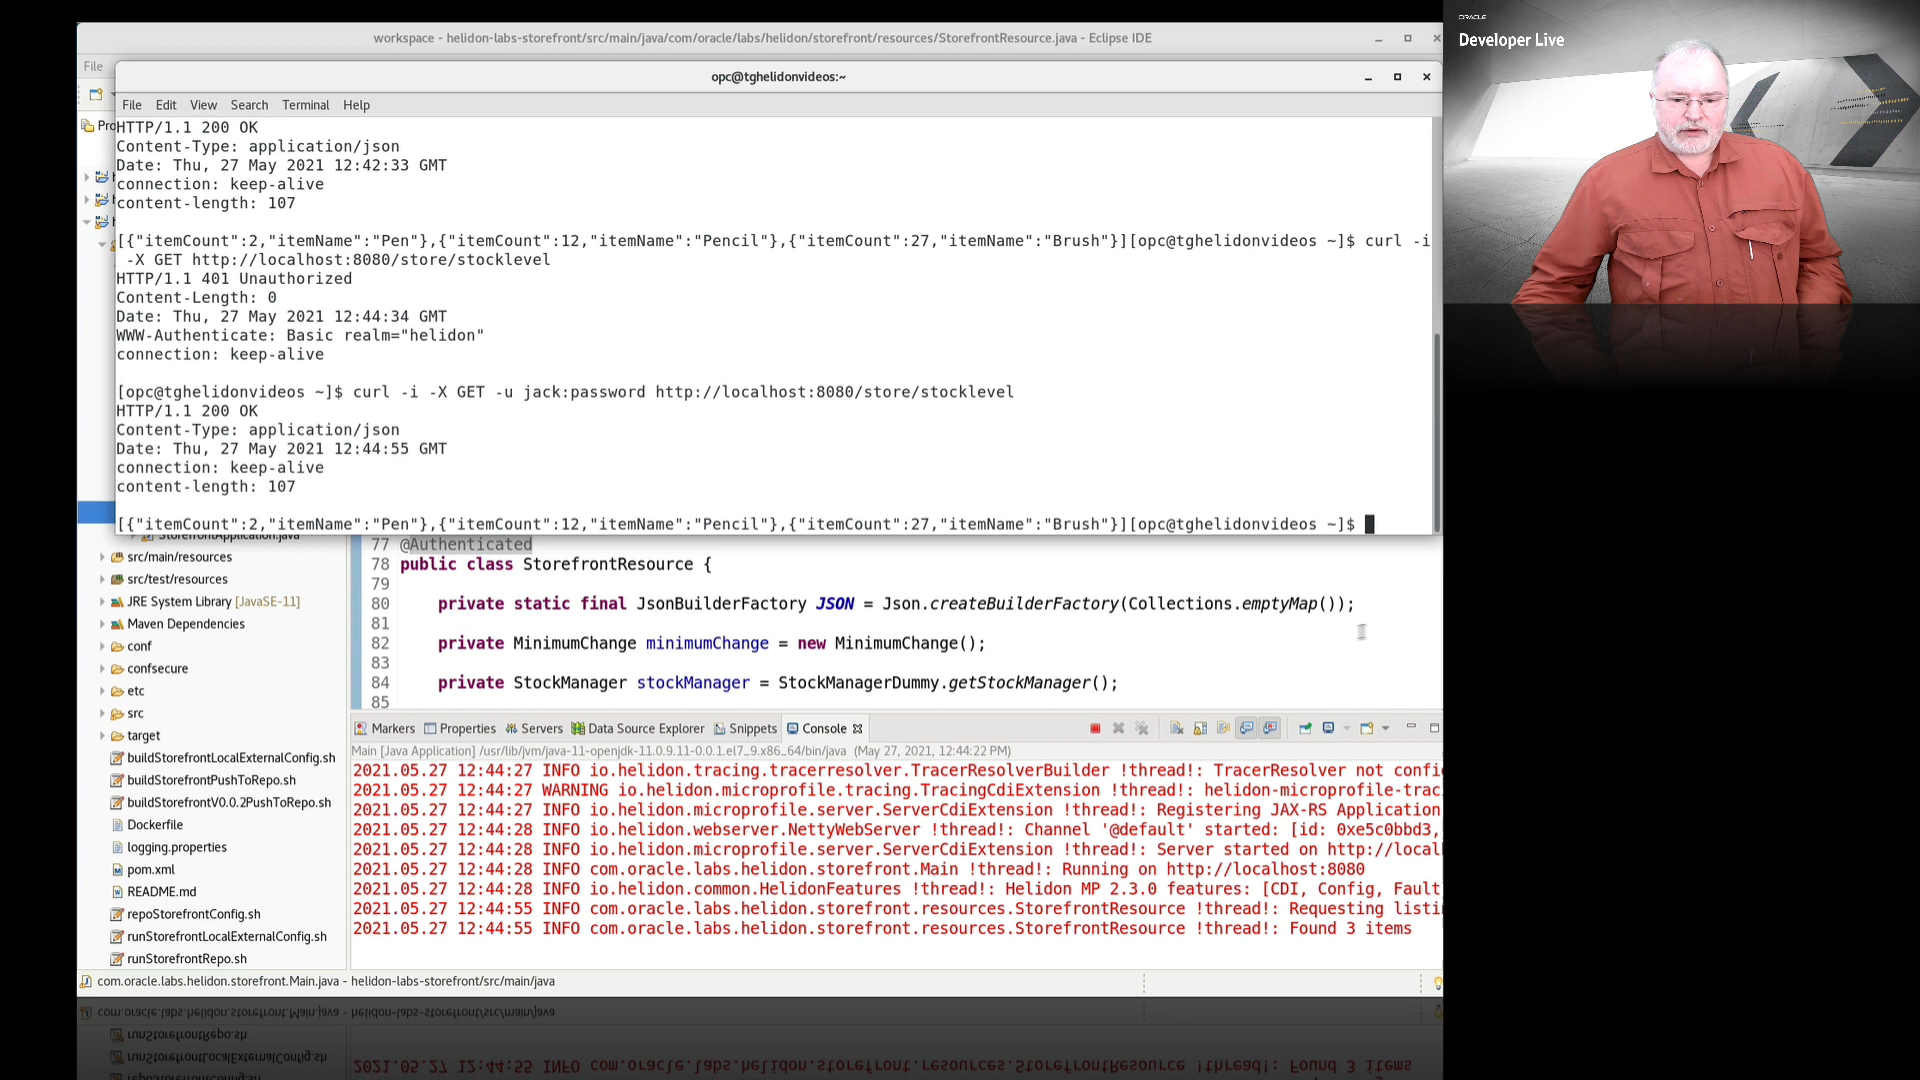 ORACLE
Developer Live
workspace - helidon-labs-storefront/src/main/java/com/oracle/labs/helidon/storefront/resources/StorefrontResource.java - Eclipse IDE
File
opc@tghelidonvideos:~
File Edit View Search Terminal Help
Pro
HTTP/1.1 200 OK
Content-Type: application/json
Date: Thu, 27 May 2021 12:42:33 GMT
connection: keep-alive
content-length: 107
[{"itemCount":2,"itemName":"Pen"},{"itemCount":12,"itemName":"Pencil"},{"itemCount":27,"itemName":"Brush"}][opc@tghelidonvideos ~]$ curl -i
-X GET http://localhost:8080/store/stocklevel
HTTP/1.1 401 Unauthorized
Content-Length: 0
Date: Thu, 27 May 2021 12:44:34 GMT
WWW-Authenticate: Basic realm="helidon"
connection: keep-alive
[opc@tghelidonvideos ~]$ curl -i -X GET -u jack:password http://localhost:8080/store/stocklevel
HTTP/1.1 200 OK
Content-Type: application/json
Date: Thu, 27 May 2021 12:44:55 GMT
connection: keep-alive
content-length: 107
[{"itemCount":2,"itemName":"Pen"},{"itemCount":12,"itemName":"Pencil"},{"itemCount":27,"itemName":"Brush"}][opc@tghelidonvideos ~]$
StorefrontApplication.java
src/main/resources
src/test/resources
JRE System Library [JavaSE-11]
Maven Dependencies
conf
confsecure
etc
src
target
buildStorefrontLocalExternalConfig.sh
buildStorefrontPushToRepo.sh
buildStorefrontV0.0.2PushToRepo.sh
Dockerfile
logging.properties
pom.xml
README.md
repoStorefrontConfig.sh
runStorefrontLocalExternalConfig.sh
runStorefrontRepo.sh
77 @Authenticated
78 public class StorefrontResource {
79
80 private static final JsonBuilderFactory JSON = Json.createBuilderFactory(Collections.emptyMap());
81
82 private MinimumChange minimumChange = new MinimumChange();
83
84 private StockManager stockManager = StockManagerDummy.getStockManager();
85
Markers Properties Servers Data Source Explorer Snippets Console
Main [Java Application] /usr/lib/jvm/java-11-openjdk-11.0.9.11-0.0.1.el7_9.x86_64/bin/java (May 27, 2021, 12:44:22 PM)
2021.05.27 12:44:27 INFO io.helidon.tracing.tracerresolver.TracerResolverBuilder !thread!: TracerResolver not confi
2021.05.27 12:44:27 WARNING io.helidon.microprofile.tracing.TracingCdiExtension !thread!: helidon-microprofile-trac
2021.05.27 12:44:27 INFO io.helidon.microprofile.server.ServerCdiExtension !thread!: Registering JAX-RS Application
2021.05.27 12:44:28 INFO io.helidon.webserver.NettyWebServer !thread!: Channel '@default' started: [id: 0xe5c0bbd3,
2021.05.27 12:44:28 INFO io.helidon.microprofile.server.ServerCdiExtension !thread!: Server started on http://local
2021.05.27 12:44:28 INFO com.oracle.labs.helidon.storefront.Main !thread!: Running on http://localhost:8080
2021.05.27 12:44:28 INFO io.helidon.common.HelidonFeatures !thread!: Helidon MP 2.3.0 features: [CDI, Config, Fault
2021.05.27 12:44:55 INFO com.oracle.labs.helidon.storefront.resources.StorefrontResource !thread!: Requesting listi
2021.05.27 12:44:55 INFO com.oracle.labs.helidon.storefront.resources.StorefrontResource !thread!: Found 3 items
com.oracle.labs.helidon.storefront.Main.java - helidon-labs-storefront/src/main/java